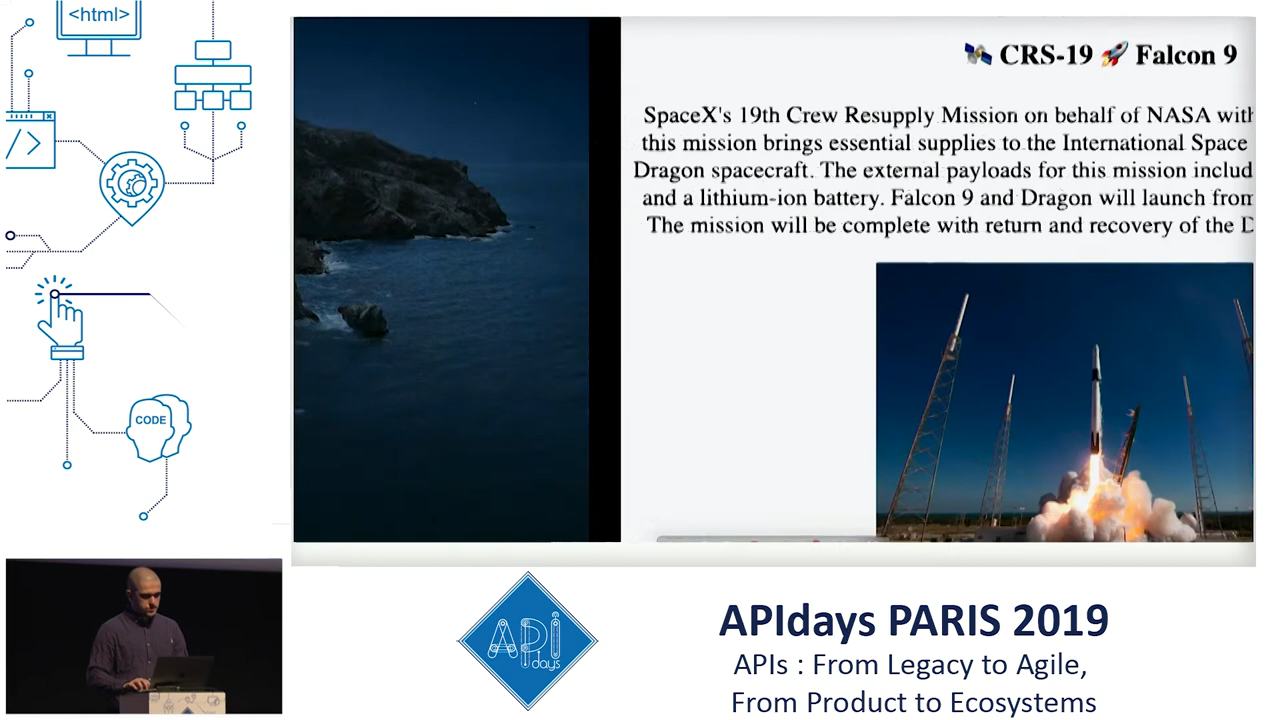 <html>
</>
CODE
🛰 CRS-19 🚀 Falcon 9
SpaceX's 19th Crew Resupply Mission on behalf of NASA with
this mission brings essential supplies to the International Space
Dragon spacecraft. The external payloads for this mission includ
and a lithium-ion battery. Falcon 9 and Dragon will launch from
The mission will be complete with return and recovery of the D
API
days
APIdays PARIS 2019
APIs : From Legacy to Agile,
From Product to Ecosystems